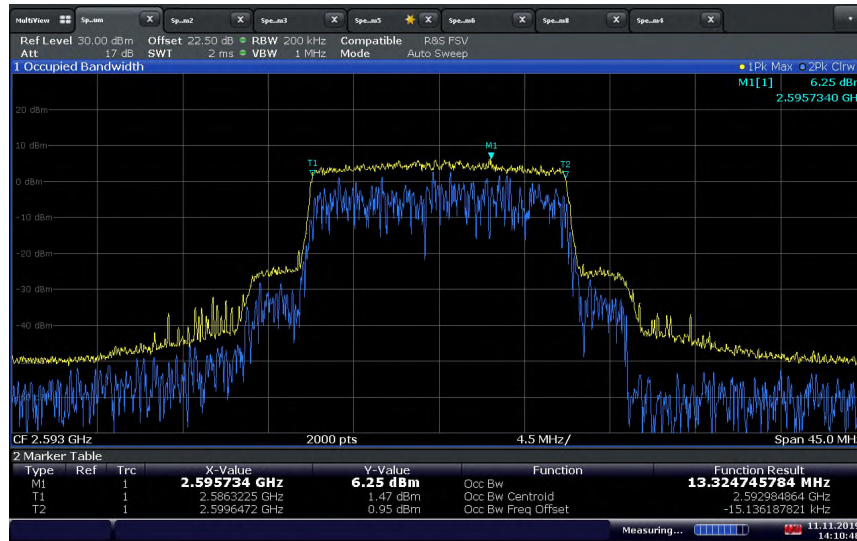 MultiView Sp..um X Sp..m2 X Spe...m3 X Spe...m5 X Spe...m6 X Spe...m8 X Spe...m4 X
Ref Level 30.00 dBm Offset 22.50 dB RBW 200 kHz Compatible R&S FSV
Att 17 dB SWT 2 ms VBW 1 MHz Mode Auto Sweep
1 Occupied Bandwidth 1Pk Max 2Pk Clrw
M1[1] 6.25 dBm
2.5957340 GH
20 dBm
10 dBm
M1
T1 T2
0 dBm
-10 dBm
-20 dBm
-30 dBm
-40 dBm
CF 2.593 GHz 2000 pts 4.5 MHz/ Span 45.0 MH
2 Marker Table
Type Ref Trc X-Value Y-Value Function Function Result
M1 1 2.595734 GHz 6.25 dBm Occ Bw 13.324745784 MHz
T1 1 2.5863225 GHz 1.47 dBm Occ Bw Centroid 2.592984864 GHz
T2 1 2.5996472 GHz 0.95 dBm Occ Bw Freq Offset -15.136187821 kHz
Measuring... 11.11.2019
14:10:48